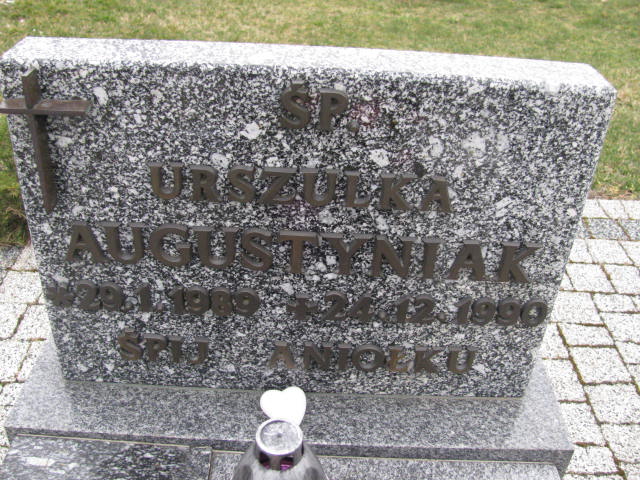 ŚP.
URSZULKA
AUGUSTYNIAK
* 29.1.1989 + 24.12.1990
ŚPIJ ANIOŁKU